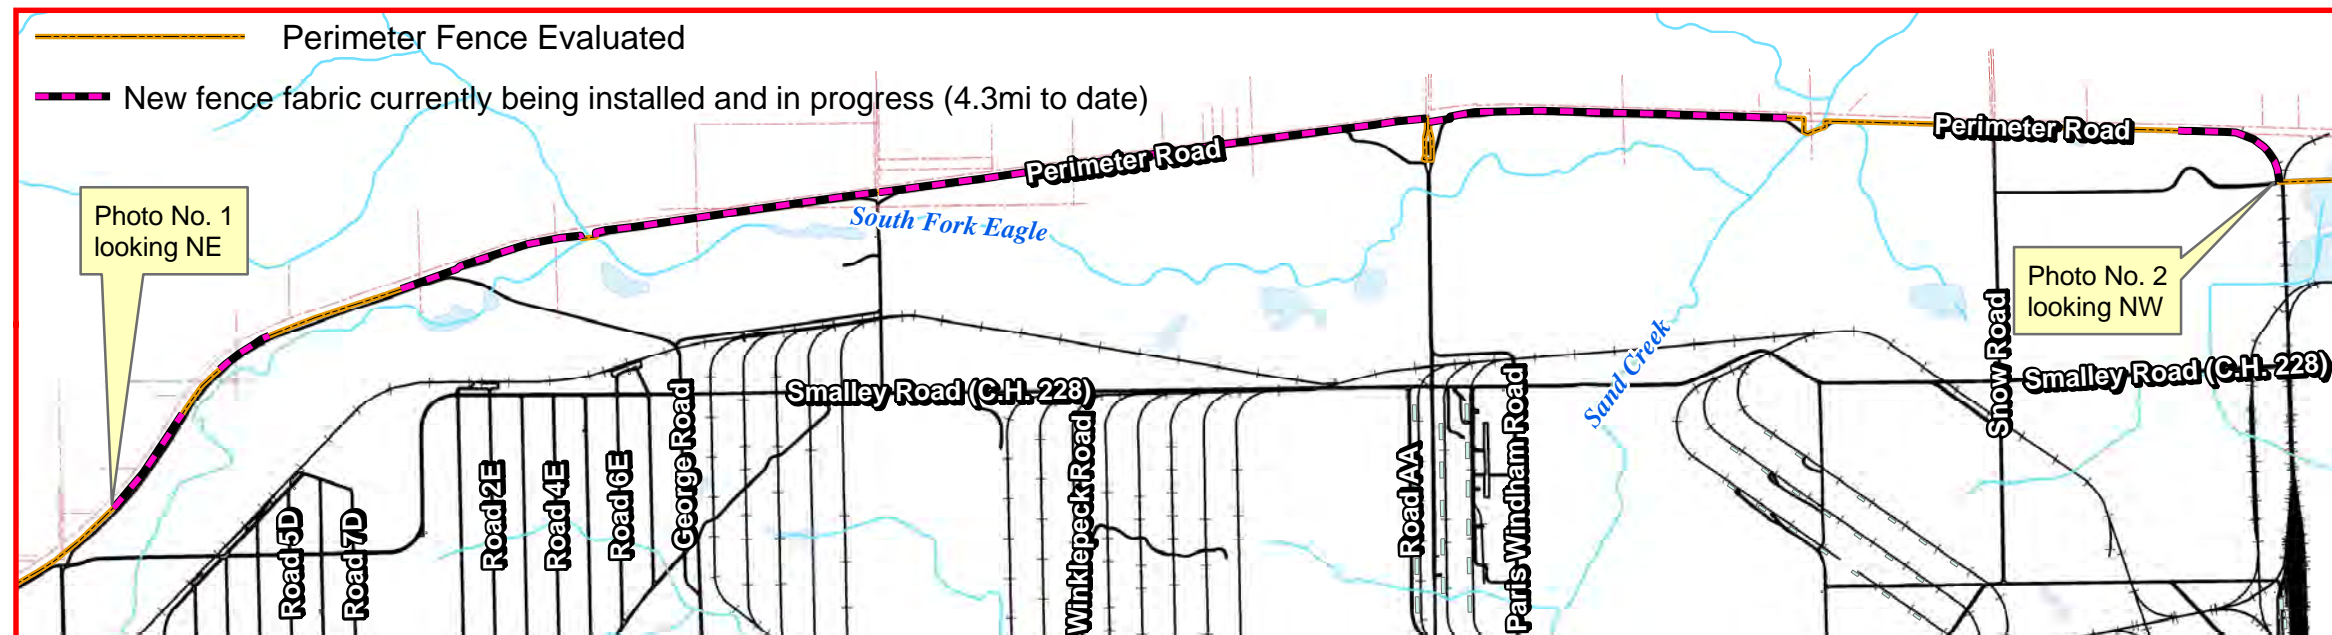 Perimeter Fence Evaluated
New fence fabric currently being installed and in progress (4.3mi to date)
Perimeter Road
Perimeter Road
Photo No. 1
looking NE
South Fork Eagle
Photo No. 2
looking NW
Sand Creek
Snow Road
Smalley Road (C.H. 228)
Smalley Road (C.H. 228)
George Road
Winklepeck Road
Road AA
Paris Windham Road
Road 2E
Road 4E
Road 6E
Road 5D
Road 7D